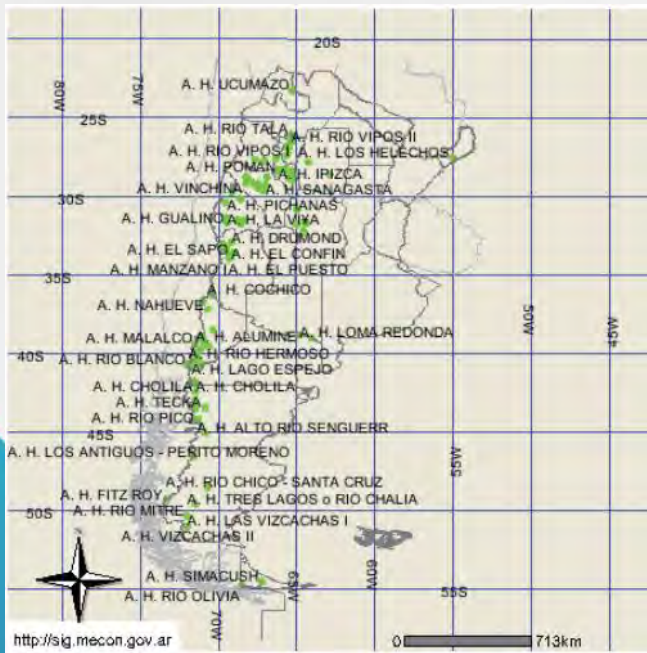 20S
80W
75W
A. H. UCUMAZO
25S
A. H. RIO TALA
A. H. RIO VIPOS II
A. H. RIO VIPOS I
A. H. LOS HELECHOS
A. H. POMAN
A. H. IPIZCA
A. H. VINCHINA
A. H. SANAGASTA
30S
A. H. PICHANAS
A. H. GUALINO
A. H. LA VIYA
A. H. DRUMOND
A. H. EL SAPO
A. H. EL CONFIN
A. H. MANZANO I
A. H. EL PUESTO
35S
A. H. COCHICO
A. H. NAHUEVE
50W
45W
A. H. MALALCO
A. H. ALUMINE
A. H. LOMA REDONDA
40S
A. H. RIO BLANCO
A. H. RIO HERMOSO
A. H. LAGO ESPEJO
A. H. CHOLILA
A. H. CHOLILA
A. H. TECKA
A. H. RIO PICO
A. H. ALTO RIO SENGUERR
45S
A. H. LOS ANTIGUOS - PERITO MORENO
55W
A. H. RIO CHICO - SANTA CRUZ
A. H. FITZ ROY
A. H. TRES LAGOS o RIO CHALIA
A. H. RIO MITRE
50S
A. H. LAS VIZCACHAS I
A. H. VIZCACHAS II
A. H. SIMACUSH
65W
60W
55S
A. H. RIO OLIVIA
70W
http://sig.mecon.gov.ar
0
713km